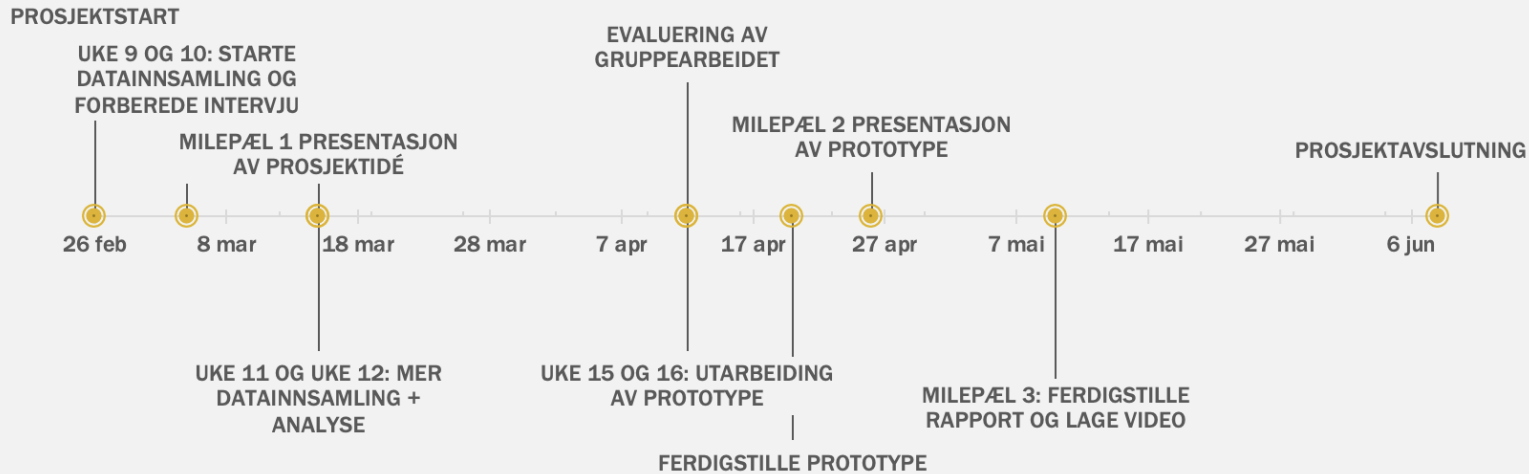 PROSJEKTSTART
UKE 9 OG 10: STARTE
DATAINNSAMLING OG
FORBEREDE INTERVJU
MILEPÆL 1 PRESENTASJON
AV PROSJEKTIDÉ
EVALUERING AV
GRUPPEARBEIDET
MILEPÆL 2 PRESENTASJON
AV PROTOTYPE
PROSJEKTAVSLUTNING
26 feb
8 mar
18 mar
28 mar
7 apr
17 apr
27 apr
7 mai
17 mai
27 mai
6 jun
UKE 11 OG UKE 12: MER
DATAINNSAMLING +
ANALYSE
UKE 15 OG 16: UTARBEIDING
AV PROTOTYPE
FERDIGSTILLE PROTOTYPE
MILEPÆL 3: FERDIGSTILLE
RAPPORT OG LAGE VIDEO